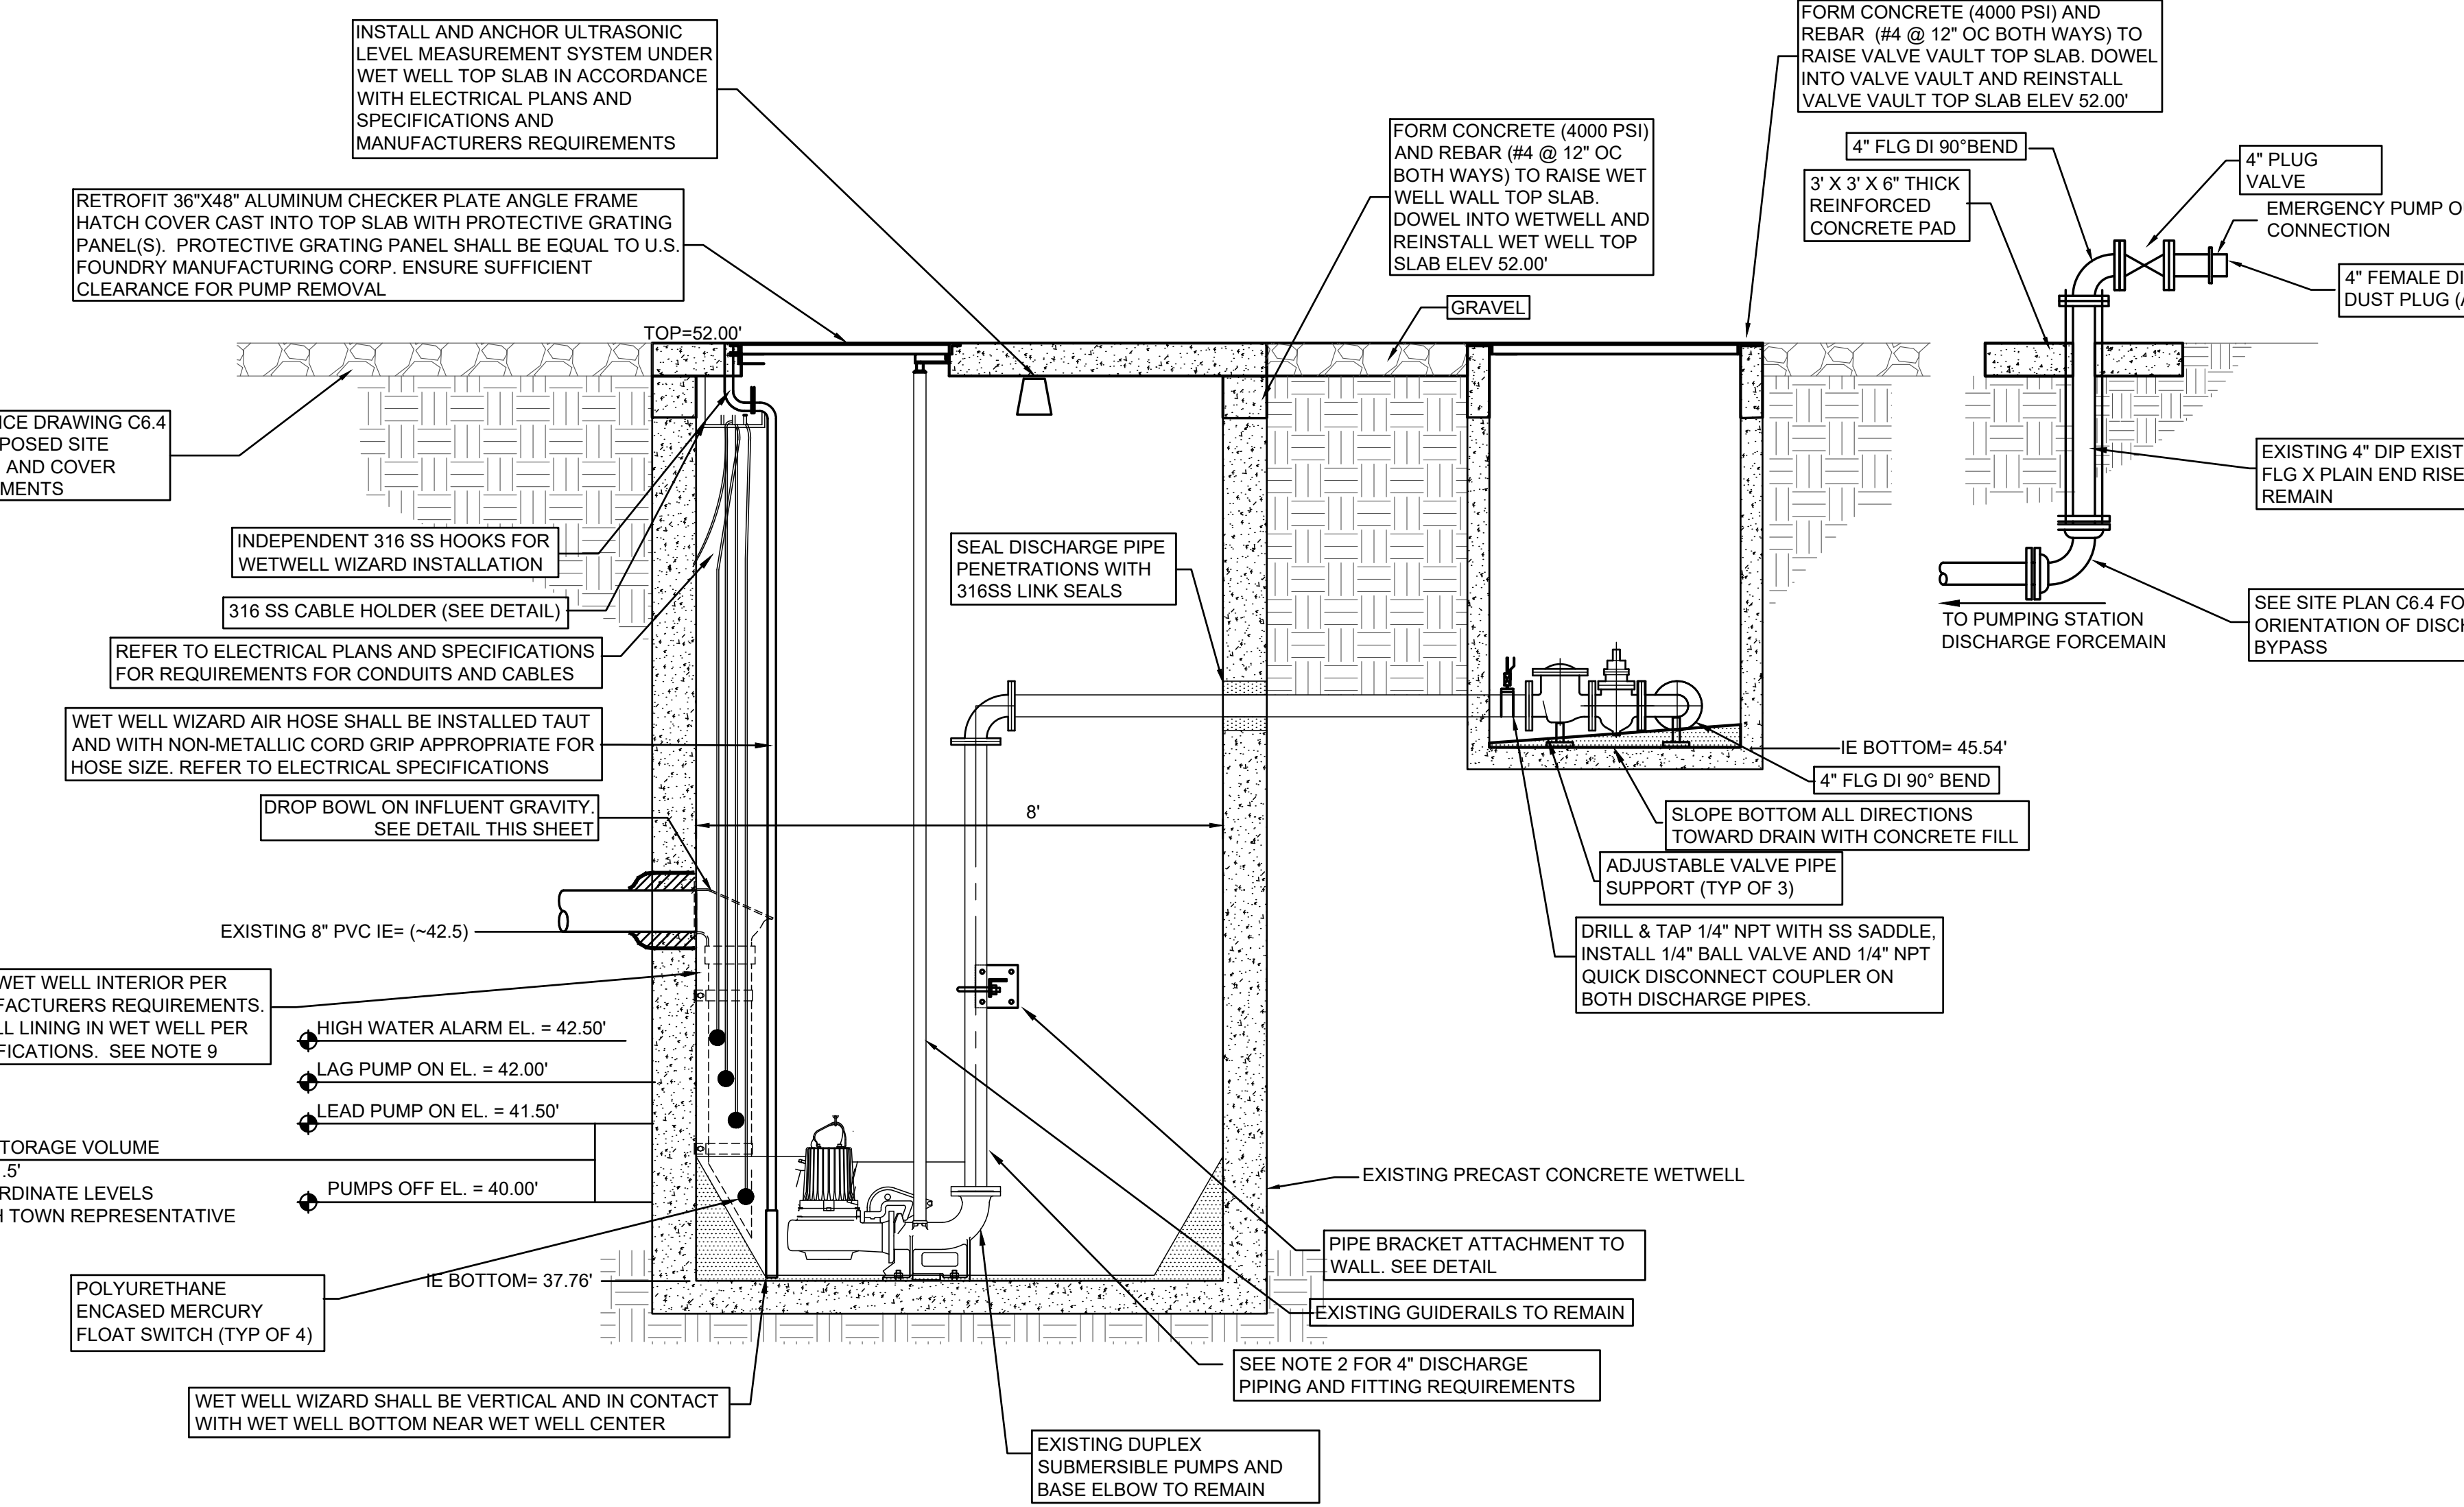 INSTALL AND ANCHOR ULTRASONIC
LEVEL MEASUREMENT SYSTEM UNDER
WET WELL TOP SLAB IN ACCORDANCE
WITH ELECTRICAL PLANS AND
SPECIFICATIONS AND
MANUFACTURERS REQUIREMENTS
FORM CONCRETE (4000 PSI) AND
REBAR (#4 @ 12" OC BOTH WAYS) TO
RAISE VALVE VAULT TOP SLAB. DOWEL
INTO VALVE VAULT AND REINSTALL
VALVE VAULT TOP SLAB ELEV 52.00'
FORM CONCRETE (4000 PSI)
AND REBAR (#4 @ 12" OC
BOTH WAYS) TO RAISE WET
WELL WALL TOP SLAB.
DOWEL INTO WETWELL AND
REINSTALL WET WELL TOP
SLAB ELEV 52.00'
4" FLG DI 90°BEND
4" PLUG
VALVE
3' X 3' X 6" THICK
REINFORCED
CONCRETE PAD
EMERGENCY PUMP O
CONNECTION
4" FEMALE DI
DUST PLUG (A
RETROFIT 36"X48" ALUMINUM CHECKER PLATE ANGLE FRAME
HATCH COVER CAST INTO TOP SLAB WITH PROTECTIVE GRATING
PANEL(S). PROTECTIVE GRATING PANEL SHALL BE EQUAL TO U.S.
FOUNDRY MANUFACTURING CORP. ENSURE SUFFICIENT
CLEARANCE FOR PUMP REMOVAL
GRAVEL
TOP=52.00'
NCE DRAWING C6.4
POSED SITE
AND COVER
MENTS
EXISTING 4" DIP EXIST
FLG X PLAIN END RISE
REMAIN
INDEPENDENT 316 SS HOOKS FOR
WETWELL WIZARD INSTALLATION
SEAL DISCHARGE PIPE
PENETRATIONS WITH
316SS LINK SEALS
316 SS CABLE HOLDER (SEE DETAIL)
TO PUMPING STATION
DISCHARGE FORCEMAIN
SEE SITE PLAN C6.4 FO
ORIENTATION OF DISCH
BYPASS
REFER TO ELECTRICAL PLANS AND SPECIFICATIONS
FOR REQUIREMENTS FOR CONDUITS AND CABLES
WET WELL WIZARD AIR HOSE SHALL BE INSTALLED TAUT
AND WITH NON-METALLIC CORD GRIP APPROPRIATE FOR
HOSE SIZE. REFER TO ELECTRICAL SPECIFICATIONS
IE BOTTOM= 45.54'
4" FLG DI 90° BEND
DROP BOWL ON INFLUENT GRAVITY.
SEE DETAIL THIS SHEET
8'
SLOPE BOTTOM ALL DIRECTIONS
TOWARD DRAIN WITH CONCRETE FILL
ADJUSTABLE VALVE PIPE
SUPPORT (TYP OF 3)
EXISTING 8" PVC IE= (~42.5)
DRILL & TAP 1/4" NPT WITH SS SADDLE,
INSTALL 1/4" BALL VALVE AND 1/4" NPT
QUICK DISCONNECT COUPLER ON
BOTH DISCHARGE PIPES.
WET WELL INTERIOR PER
FACTURERS REQUIREMENTS.
LL LINING IN WET WELL PER
IFICATIONS. SEE NOTE 9
HIGH WATER ALARM EL. = 42.50'
LAG PUMP ON EL. = 42.00'
LEAD PUMP ON EL. = 41.50'
TORAGE VOLUME
.5'
RDINATE LEVELS
H TOWN REPRESENTATIVE
PUMPS OFF EL. = 40.00'
EXISTING PRECAST CONCRETE WETWELL
PIPE BRACKET ATTACHMENT TO
WALL. SEE DETAIL
IE BOTTOM= 37.76'
POLYURETHANE
ENCASED MERCURY
FLOAT SWITCH (TYP OF 4)
EXISTING GUIDERAILS TO REMAIN
SEE NOTE 2 FOR 4" DISCHARGE
PIPING AND FITTING REQUIREMENTS
WET WELL WIZARD SHALL BE VERTICAL AND IN CONTACT
WITH WET WELL BOTTOM NEAR WET WELL CENTER
EXISTING DUPLEX
SUBMERSIBLE PUMPS AND
BASE ELBOW TO REMAIN